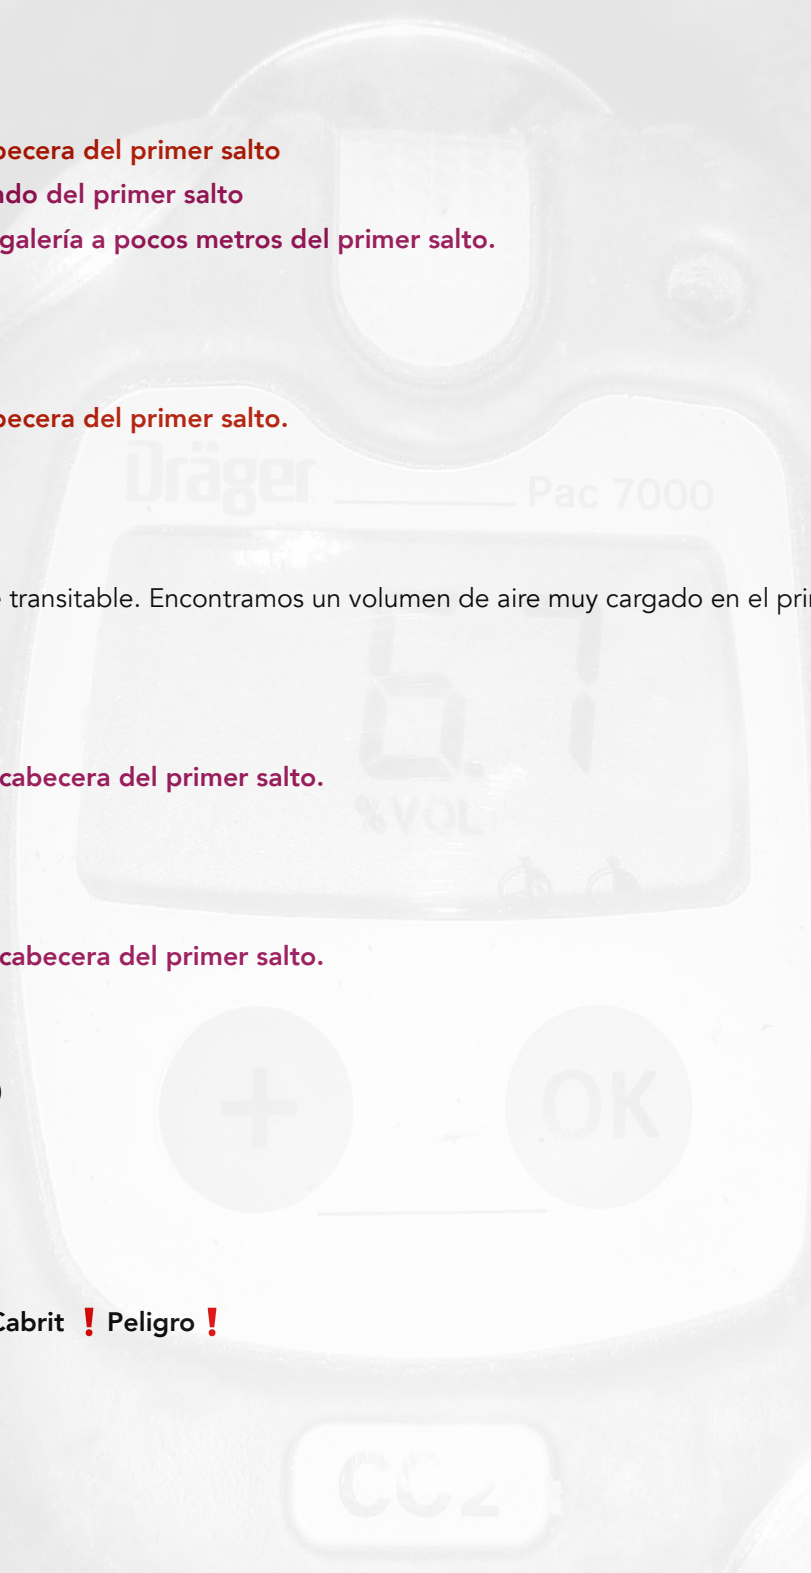 becera del primer salto
ndo del primer salto
galería a pocos metros del primer salto.
becera del primer salto.
Dräger
Pac 7000
transitable. Encontramos un volumen de aire muy cargado en el pri
6.7
%VOL
cabecera del primer salto.
cabecera del primer salto.
+
OK
)
Cabrit ❗ Peligro ❗
CO2